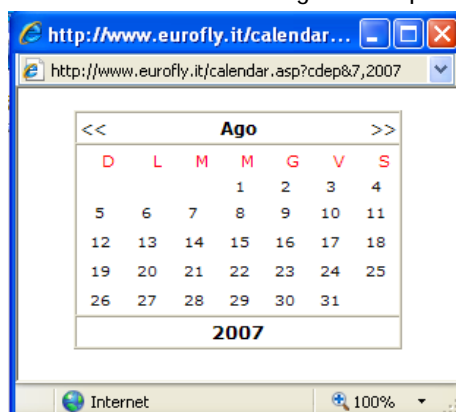 http://www.eurofly.it/calendar...
http://www.eurofly.it/calendar.asp?cdep&7,2007
<< Ago >>
D L M M G V S
1 2 3 4
5 6 7 8 9 10 11
12 13 14 15 16 17 18
19 20 21 22 23 24 25
26 27 28 29 30 31
2007
Internet 100%